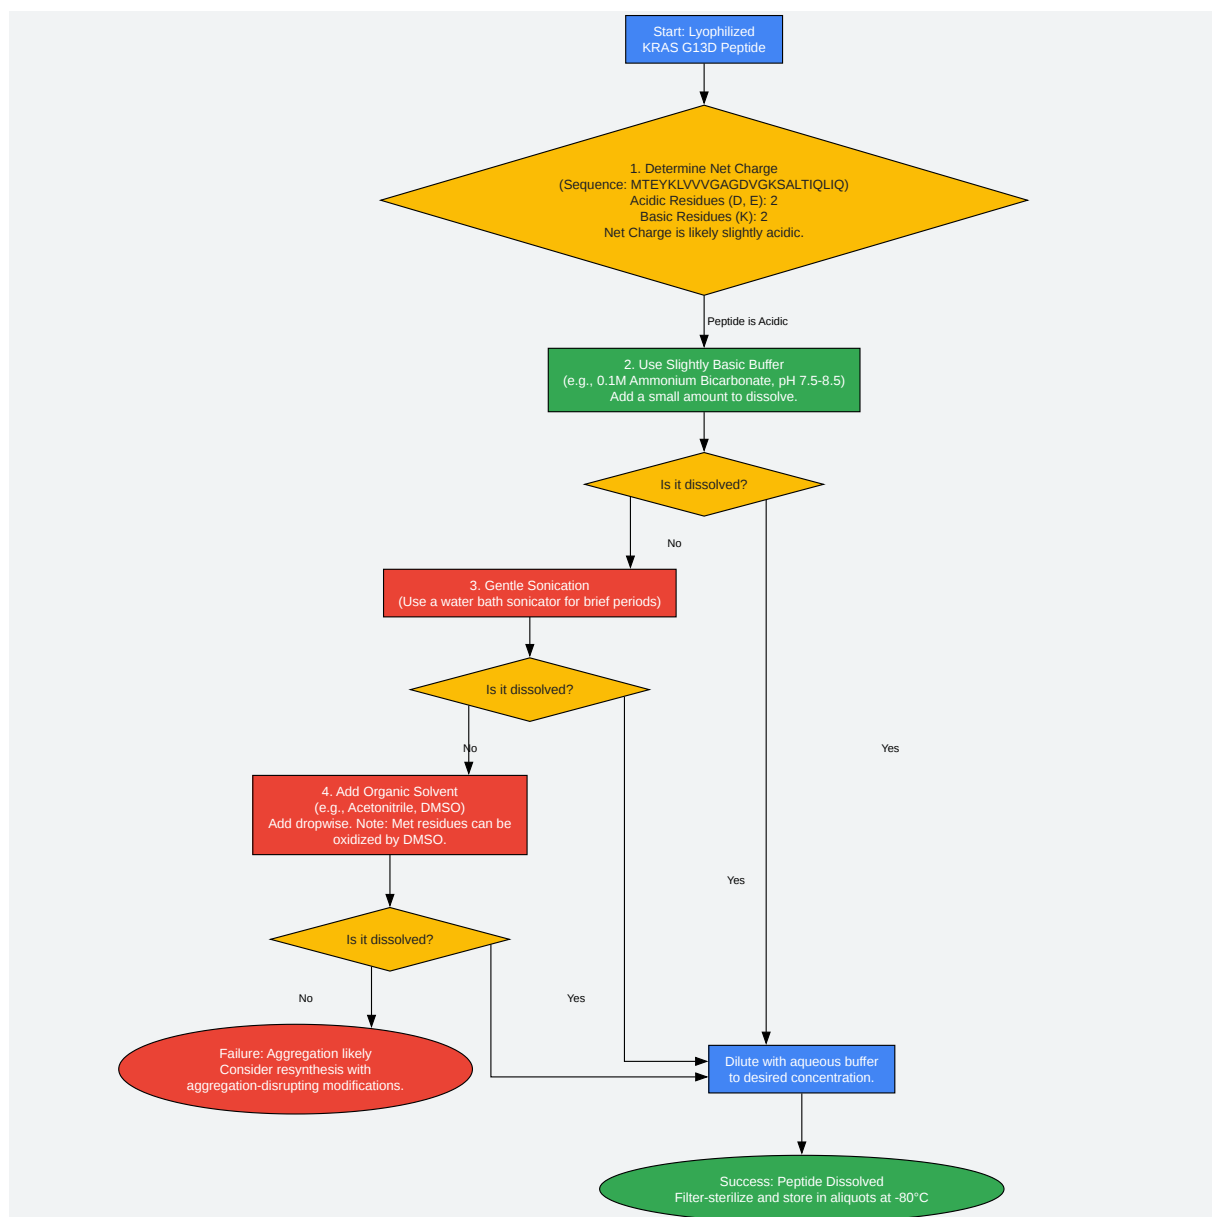 Start: Lyophilized
KRAS G13D Peptide
1. Determine Net Charge
(Sequence: MTEYKLVVVGAGDVGKSALTIQLIQ)
Acidic Residues (D, E): 2
Basic Residues (K): 2
Net Charge is likely slightly acidic.
Peptide is Acidic
2. Use Slightly Basic Buffer
(e.g., 0.1M Ammonium Bicarbonate, pH 7.5-8.5)
Add a small amount to dissolve.
Is it dissolved?
No
3. Gentle Sonication
(Use a water bath sonicator for brief periods)
Is it dissolved?
No
Yes
4. Add Organic Solvent
(e.g., Acetonitrile, DMSO)
Add dropwise. Note: Met residues can be
oxidized by DMSO.
Yes
Is it dissolved?
No
Yes
Failure: Aggregation likely
Consider resynthesis with
aggregation-disrupting modifications.
Dilute with aqueous buffer
to desired concentration.
Success: Peptide Dissolved
Filter-sterilize and store in aliquots at -80°C